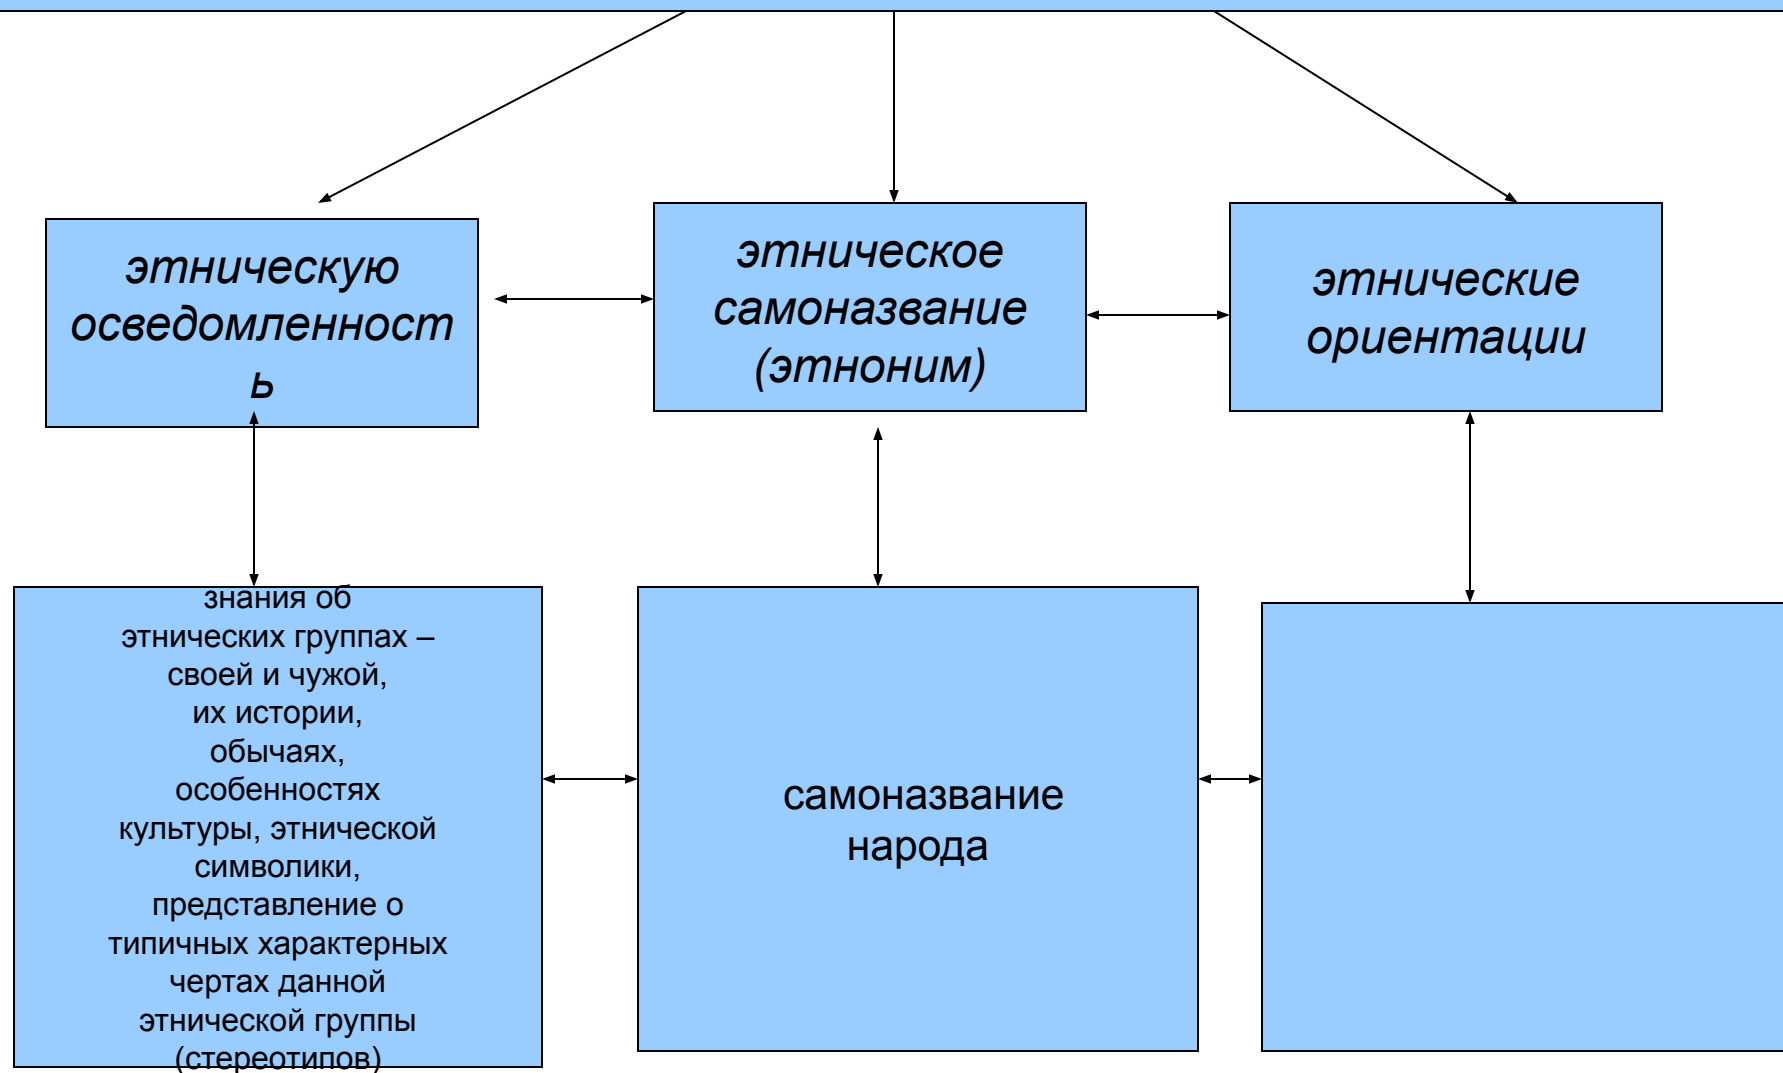 этническую
осведомленност
ь
этническое
самоназвание
(этноним)
этнические
ориентации
знания об
этнических группах –
своей и чужой,
их истории,
обычаях,
особенностях
культуры, этнической
символики,
представление о
типичных характерных
чертах данной
этнической группы
(стереотипов)
самоназвание
народа